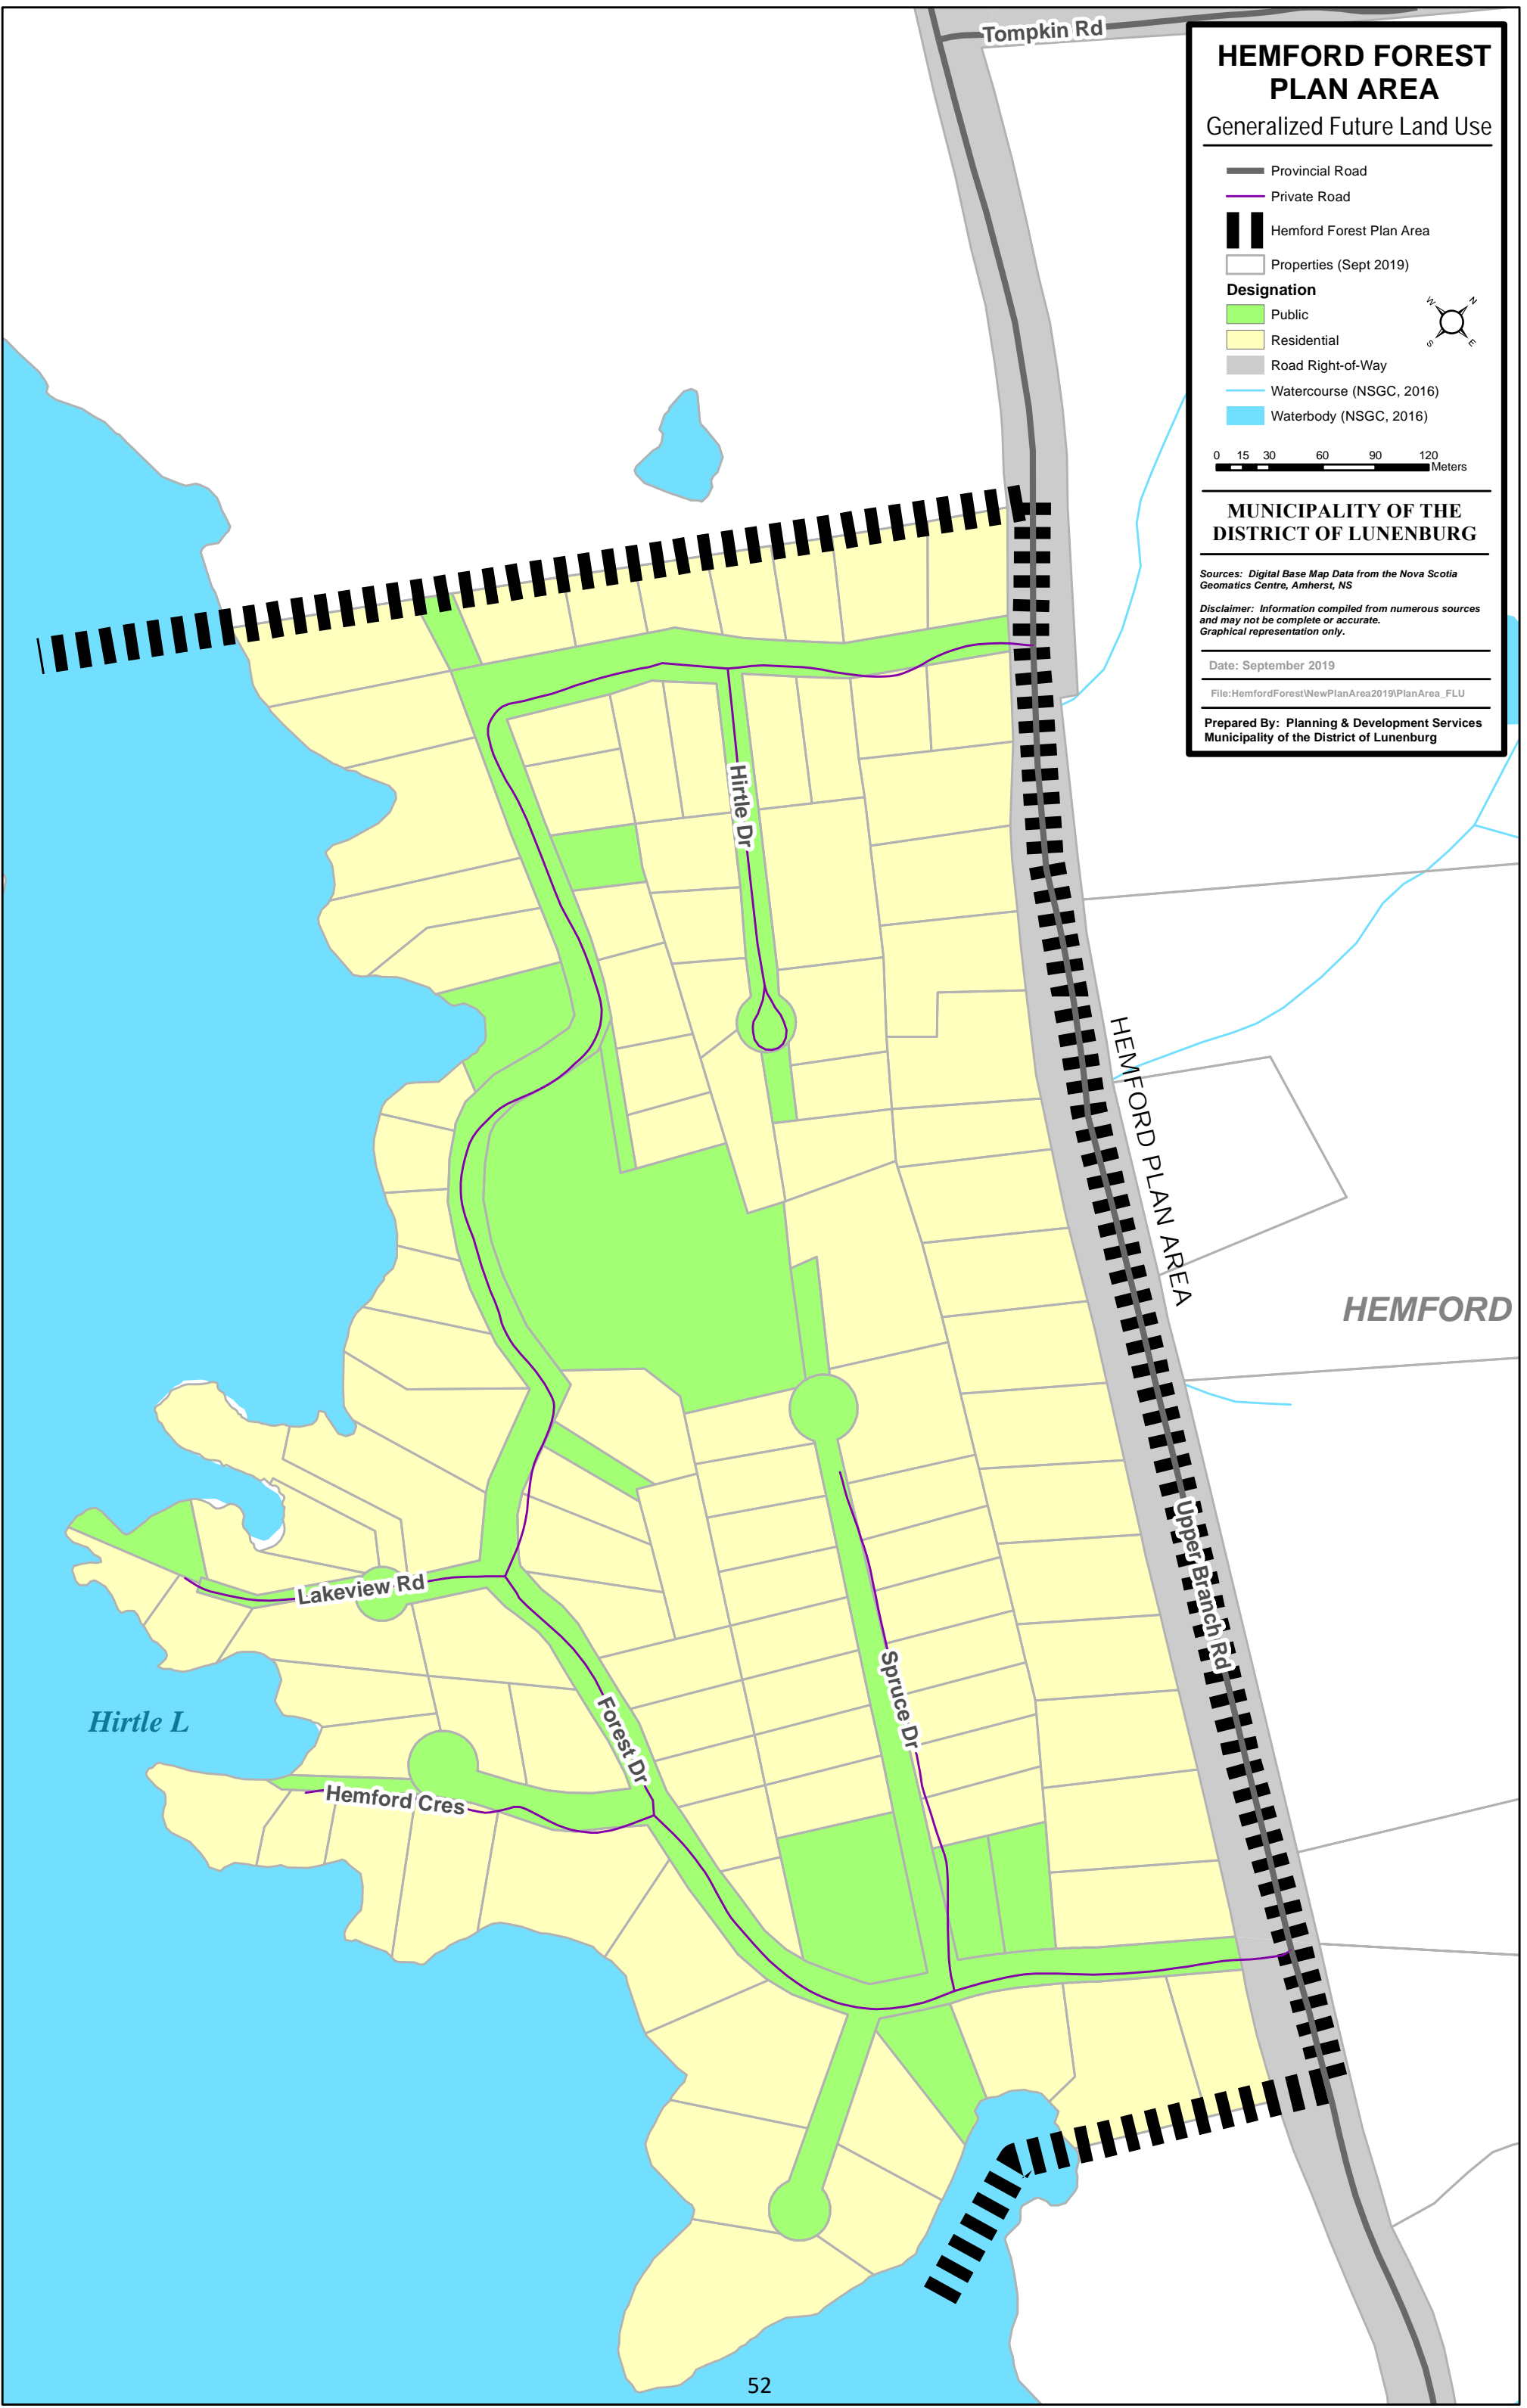 Tompkin Rd
HEMFORD FOREST
PLAN AREA
Generalized Future Land Use
Provincial Road
Private Road
Hemford Forest Plan Area
Properties (Sept 2019)
Designation
Public
Residential
Road Right-of-Way
Watercourse (NSGC, 2016)
Waterbody (NSGC, 2016)
W N
S E
0 15 30 60 90 120
Meters
MUNICIPALITY OF THE
DISTRICT OF LUNENBURG
Sources: Digital Base Map Data from the Nova Scotia
Geomatics Centre, Amherst, NS
Disclaimer: Information compiled from numerous sources
and may not be complete or accurate.
Graphical representation only.
Date: September 2019
File:HemfordForest\NewPlanArea2019\PlanArea_FLU
Prepared By: Planning & Development Services
Municipality of the District of Lunenburg
Hirtle Dr
HEMFORD PLAN AREA
HEMFORD
Upper Branch Rd
Lakeview Rd
Spruce Dr
Forest Dr
Hirtle L
Hemford Cres
52